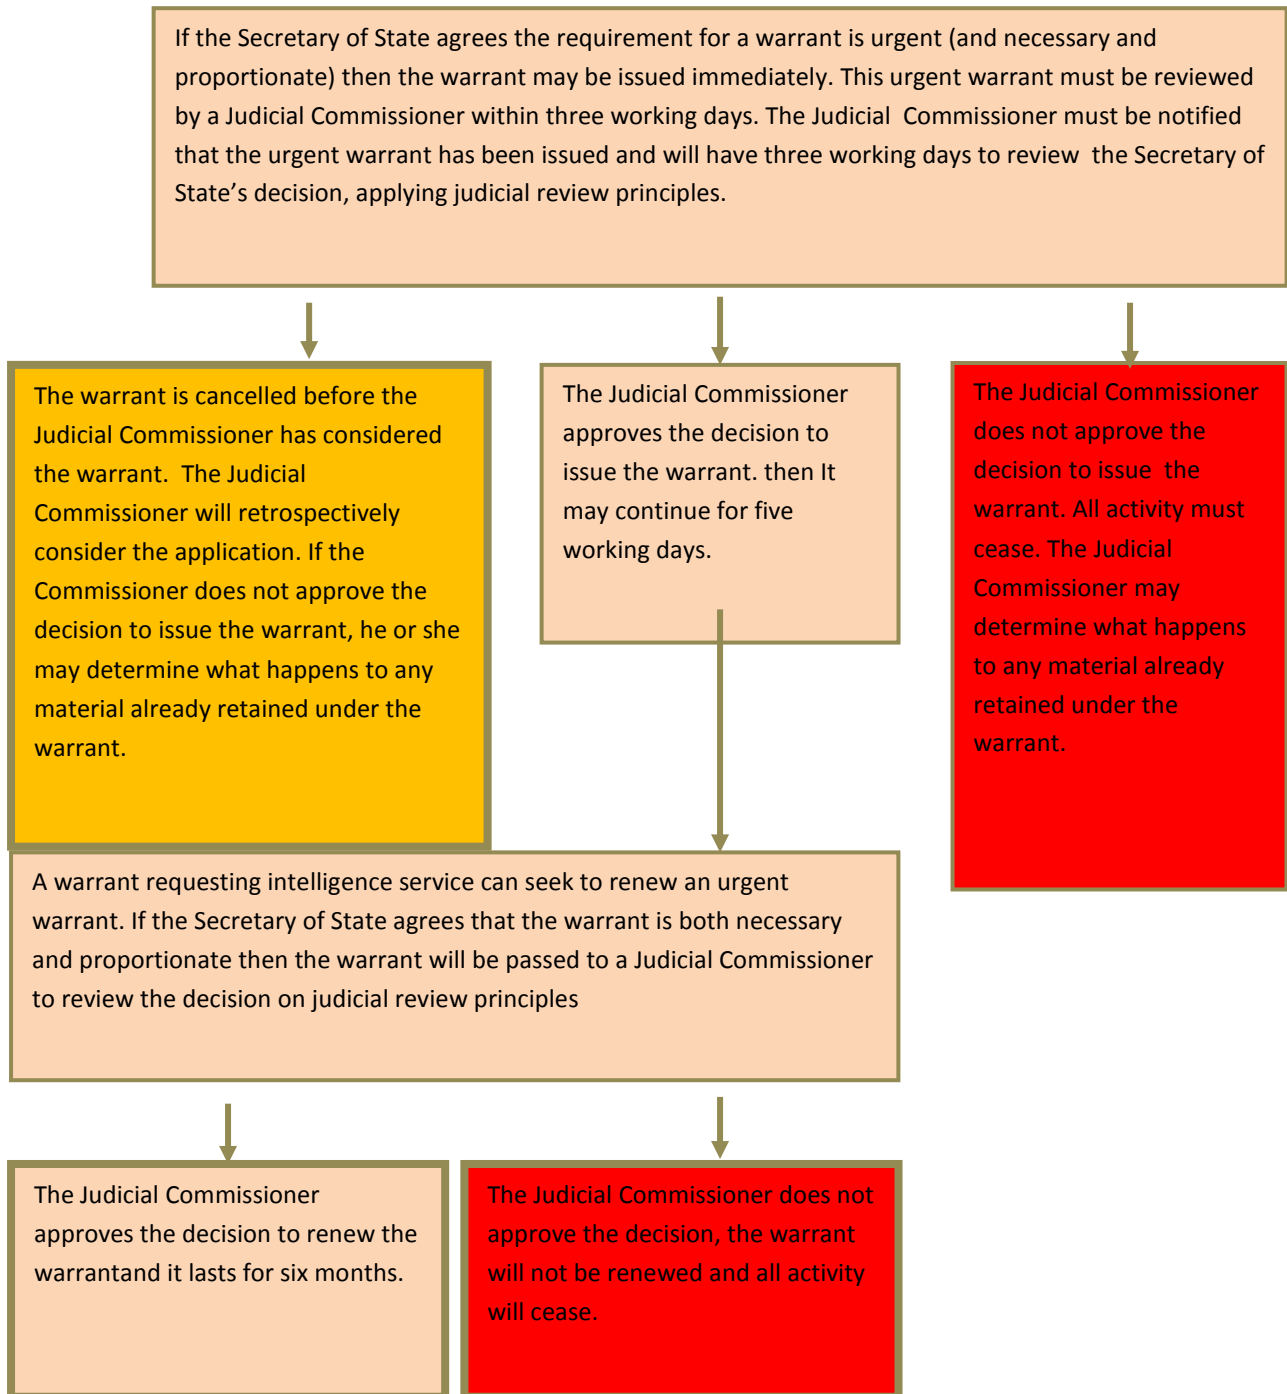 If the Secretary of State agrees the requirement for a warrant is urgent (and necessary and
proportionate) then the warrant may be issued immediately. This urgent warrant must be reviewed
by a Judicial Commissioner within three working days. The Judicial  Commissioner must be notified
that the urgent warrant has been issued and will have three working days to review  the Secretary of
State’s decision, applying judicial review principles.
The warrant is cancelled before the
Judicial Commissioner has considered
the warrant.  The Judicial
Commissioner will retrospectively
consider the application. If the
Commissioner does not approve the
decision to issue the warrant, he or she
may determine what happens to any
material already retained under the
warrant.
The Judicial Commissioner
approves the decision to
issue the warrant. then It
may continue for five
working days.
The Judicial Commissioner
does not approve the
decision to issue  the
warrant. All activity must
cease. The Judicial
Commissioner may
determine what happens
to any material already
retained under the
warrant.
A warrant requesting intelligence service can seek to renew an urgent
warrant. If the Secretary of State agrees that the warrant is both necessary
and proportionate then the warrant will be passed to a Judicial Commissioner
to review the decision on judicial review principles
The Judicial Commissioner
approves the decision to renew the
warrantand it lasts for six months.
The Judicial Commissioner does not
approve the decision, the warrant
will not be renewed and all activity
will cease.